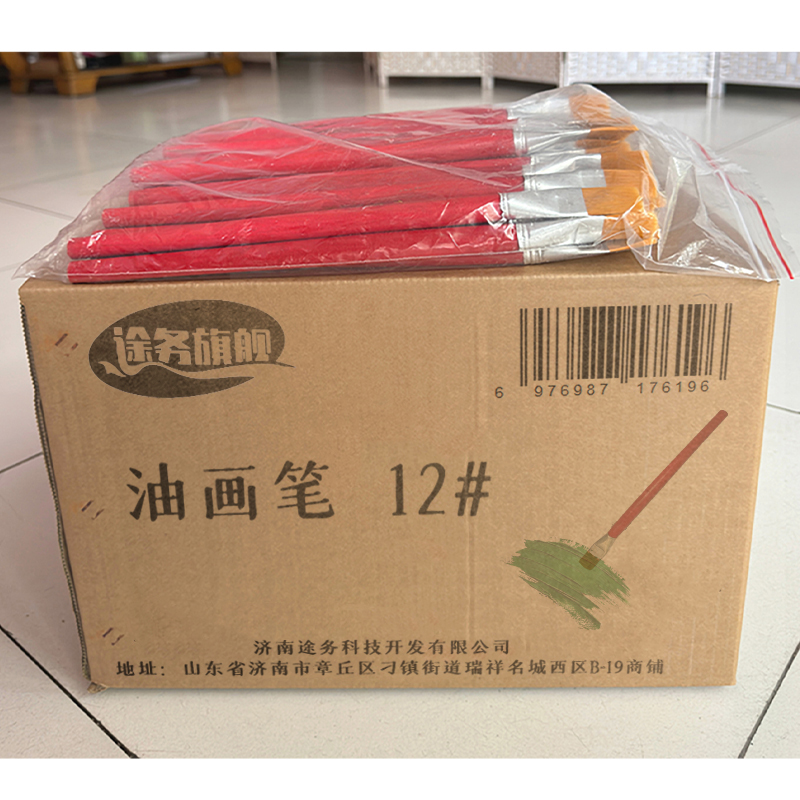 途务旗舰
6 976987 176196
油画笔 12#
济南途务科技开发有限公司
地址：山东省济南市章丘区刁镇街道瑞祥名城西区B-19商铺